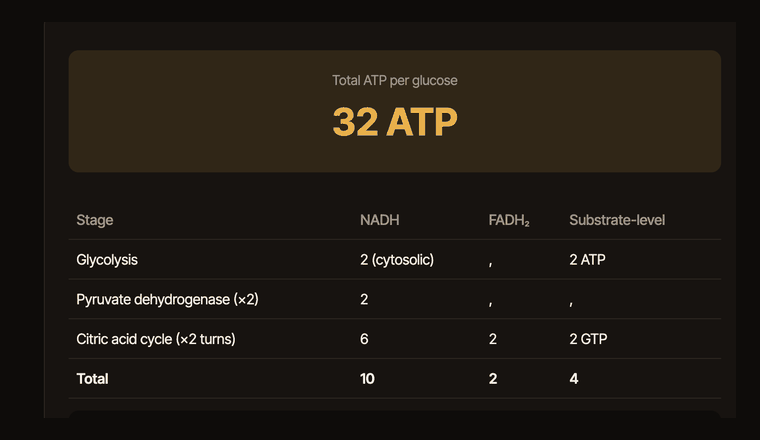 Total ATP per glucose
32 ATP
Stage NADH FADH₂ Substrate-level
Glycolysis 2 (cytosolic) , 2 ATP
Pyruvate dehydrogenase (×2) 2 , ,
Citric acid cycle (×2 turns) 6 2 2 GTP
Total 10 2 4